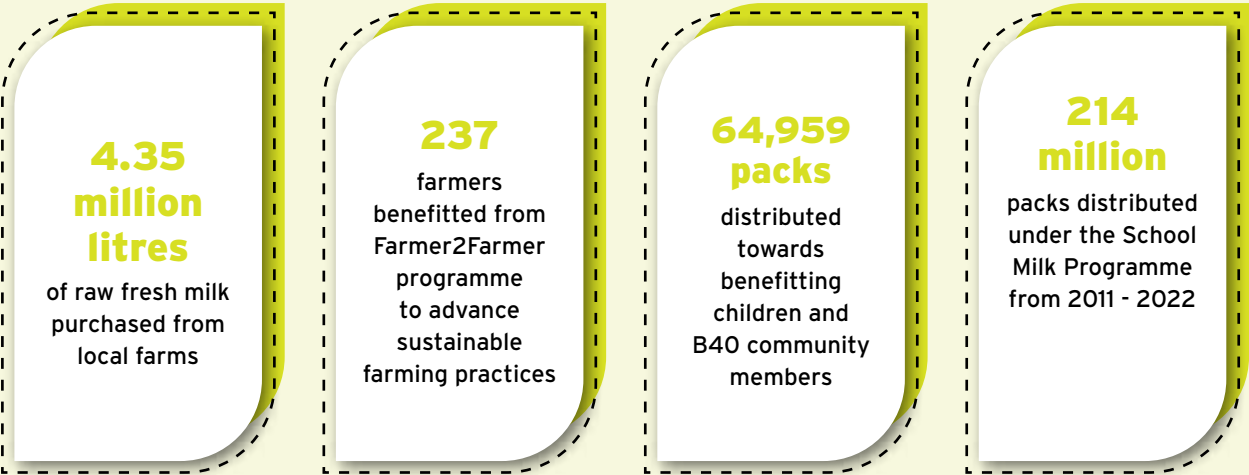 4.35
million
litres
of raw fresh milk
purchased from
local farms
237
farmers
benefitted from
Farmer2Farmer
programme
to advance
sustainable
farming practices
64,959
packs
distributed
towards
benefitting
children and
B40 community
members
214
million
packs distributed
under the School
Milk Programme
from 2011 - 2022